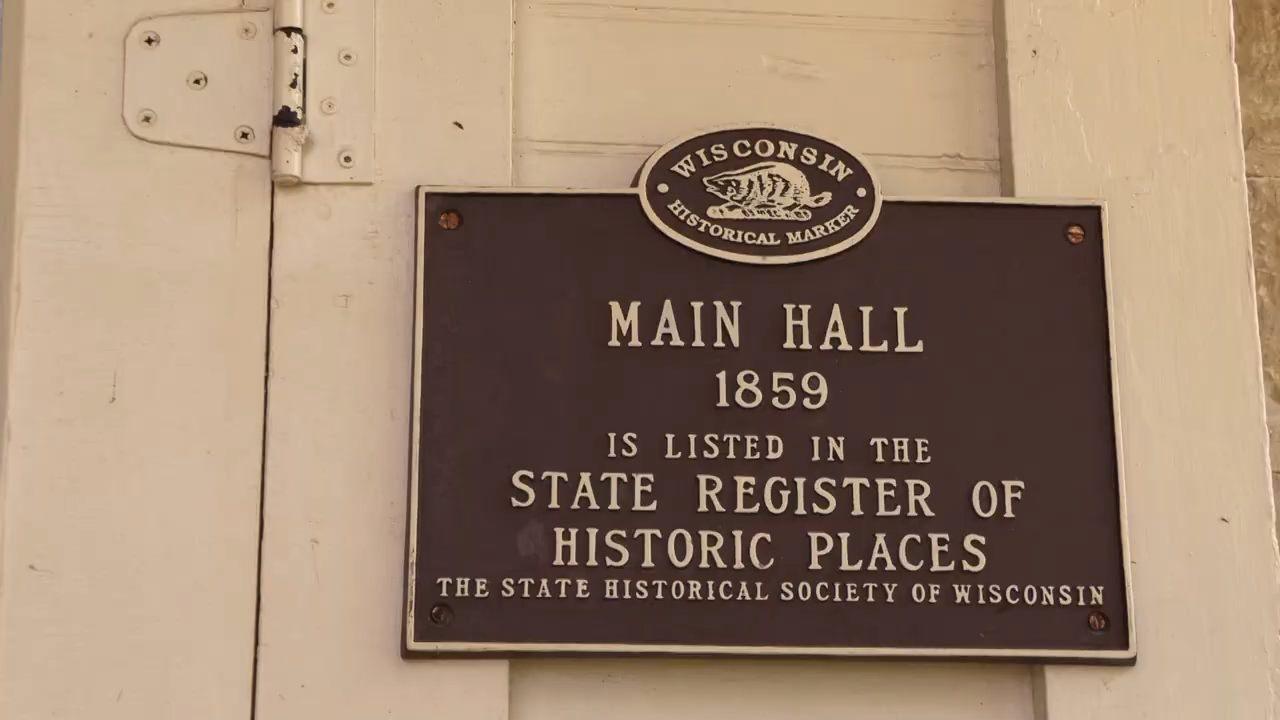 WISCONSIN
HISTORICAL MARKER
MAIN HALL
1859
IS LISTED IN THE
STATE REGISTER OF
HISTORIC PLACES
THE STATE HISTORICAL SOCIETY OF WISCONSIN